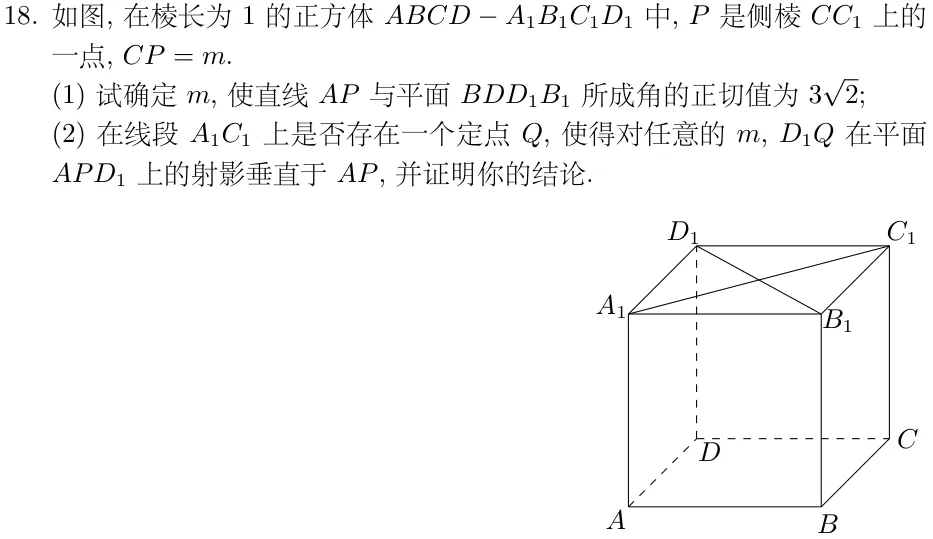 18. 如图, 在棱长为 1 的正方体 ABCD − A₁B₁C₁D₁ 中, P 是侧棱 CC₁ 上的
一点, CP = m.
(1) 试确定 m, 使直线 AP 与平面 BDD₁B₁ 所成角的正切值为 3√2;
(2) 在线段 A₁C₁ 上是否存在一个定点 Q, 使得对任意的 m, D₁Q 在平面
APD₁ 上的射影垂直于 AP, 并证明你的结论.
D₁
C₁
A₁
B₁
D
C
A
B